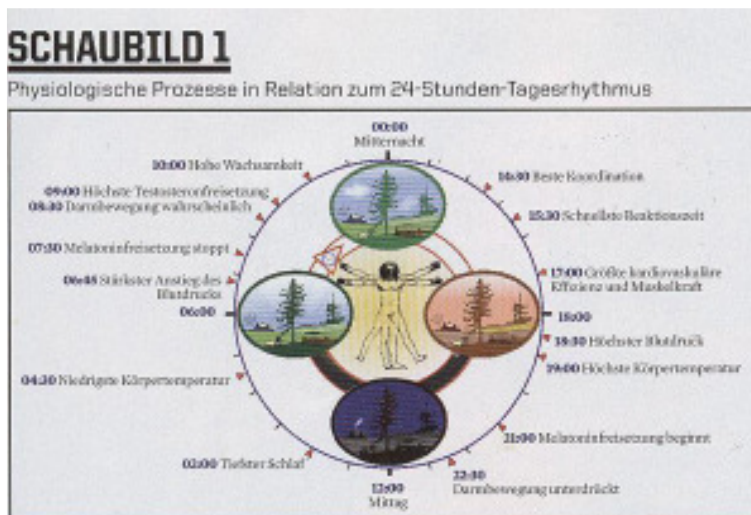 SCHAUBILD 1
Physiologische Prozesse in Relation zum 24-Stunden-Tagesrhythmus
00:00
Mitternacht
10:00 Hohe Wachsamkeit
09:00 Höchste Testosteronfreisetzung
08:30 Darmbewegung wahrscheinlich
07:30 Melatoninfreisetzung stoppt
06:45 Stärkster Anstieg des
Blutdrucks
06:00
04:30 Niedrigste Körpertemperatur
02:00 Tiefster Schlaf
12:00
Mittag
14:30 Beste Koordination
15:30 Schnellste Reaktionszeit
17:00 Größte kardiovaskuläre
Effizienz und Muskelkraft
18:00
18:30 Höchster Blutdruck
19:00 Höchste Körpertemperatur
21:00 Melatoninfreisetzung beginnt
22:30
Darmbewegung unterdrückt